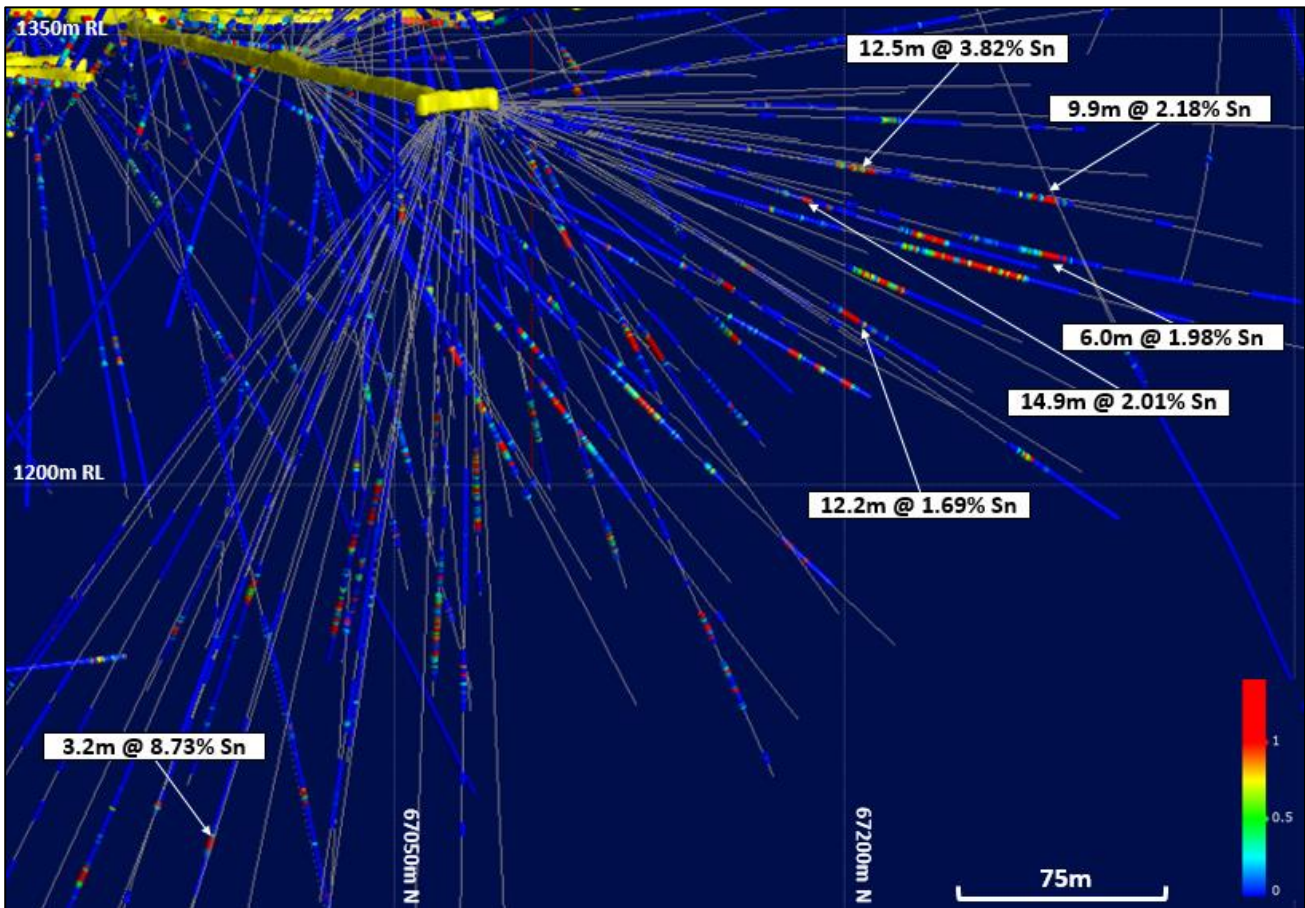 1350m RL
12.5m @ 3.82% Sn
9.9m @ 2.18% Sn
6.0m @ 1.98% Sn
14.9m @ 2.01% Sn
1200m RL
12.2m @ 1.69% Sn
3.2m @ 8.73% Sn
67050m N
67200m N
75m
1
0.5
0